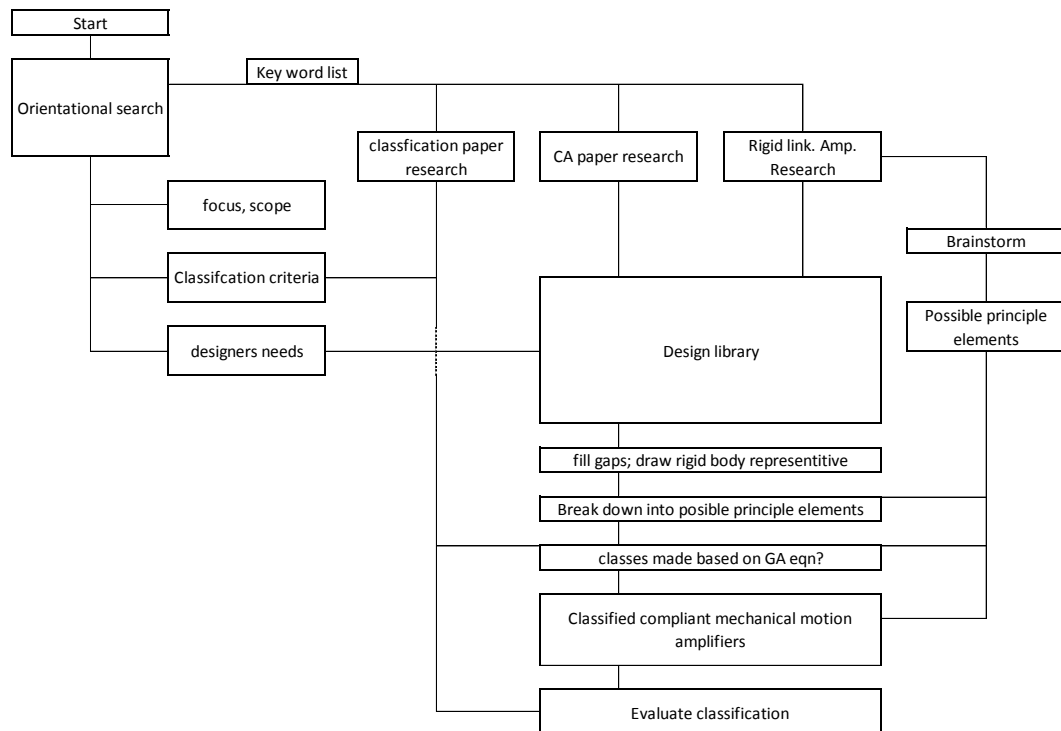 Start
Key word list
Orientational search
classfication paper
research
CA paper research
Rigid link. Amp.
Research
focus, scope
Brainstorm
Classifcation criteria
Possible principle
elements
designers needs
Design library
fill gaps; draw rigid body representitive
Break down into posible principle elements
classes made based on GA eqn?
Classified compliant mechanical motion
amplifiers
Evaluate classification